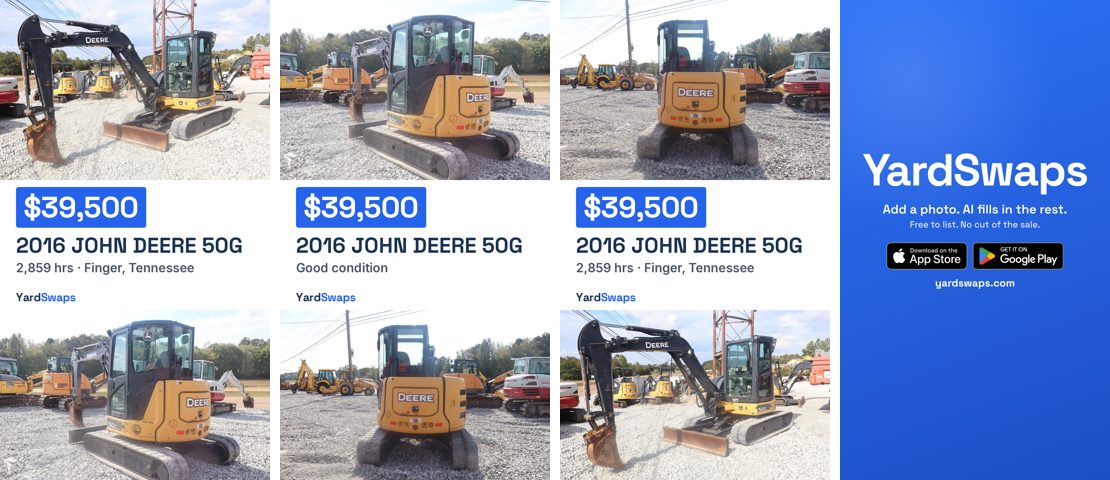 DEERE
DEERE
DEERE
$39,500
2016 JOHN DEERE 50G
2,859 hrs · Finger, Tennessee
YardSwaps
$39,500
2016 JOHN DEERE 50G
Good condition
YardSwaps
$39,500
2016 JOHN DEERE 50G
2,859 hrs · Finger, Tennessee
YardSwaps
DEERE
DEERE
DEERE
YardSwaps
Add a photo. AI fills in the rest.
Free to list. No cut of the sale.
Download on the
App Store
GET IT ON
Google Play
yardswaps.com